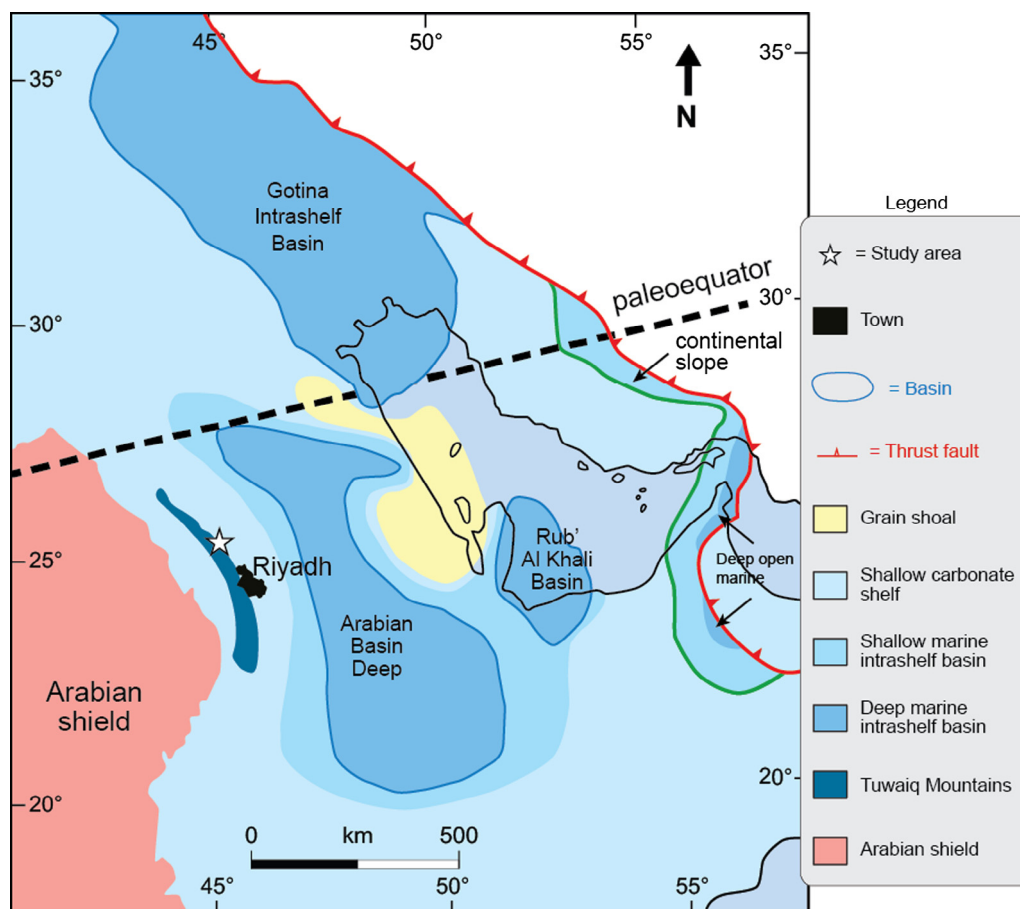 45°
50°
55°
35°
35°
N
Gotina
Intrashelf
Basin
Legend
= Study area
paleoequator
30°
30°
Town
continental
slope
= Basin
= Thrust fault
Grain shoal
Rub'
Al Khali
Basin
25°
25°
Riyadh
Deep open
marine
Shallow carbonate
shelf
Arabian
Basin
Deep
Shallow marine
intrashelf basin
Arabian
shield
Deep marine
intrashelf basin
20°
20°
Tuwaiq Mountains
0 km 500
Arabian shield
45°
50°
55°